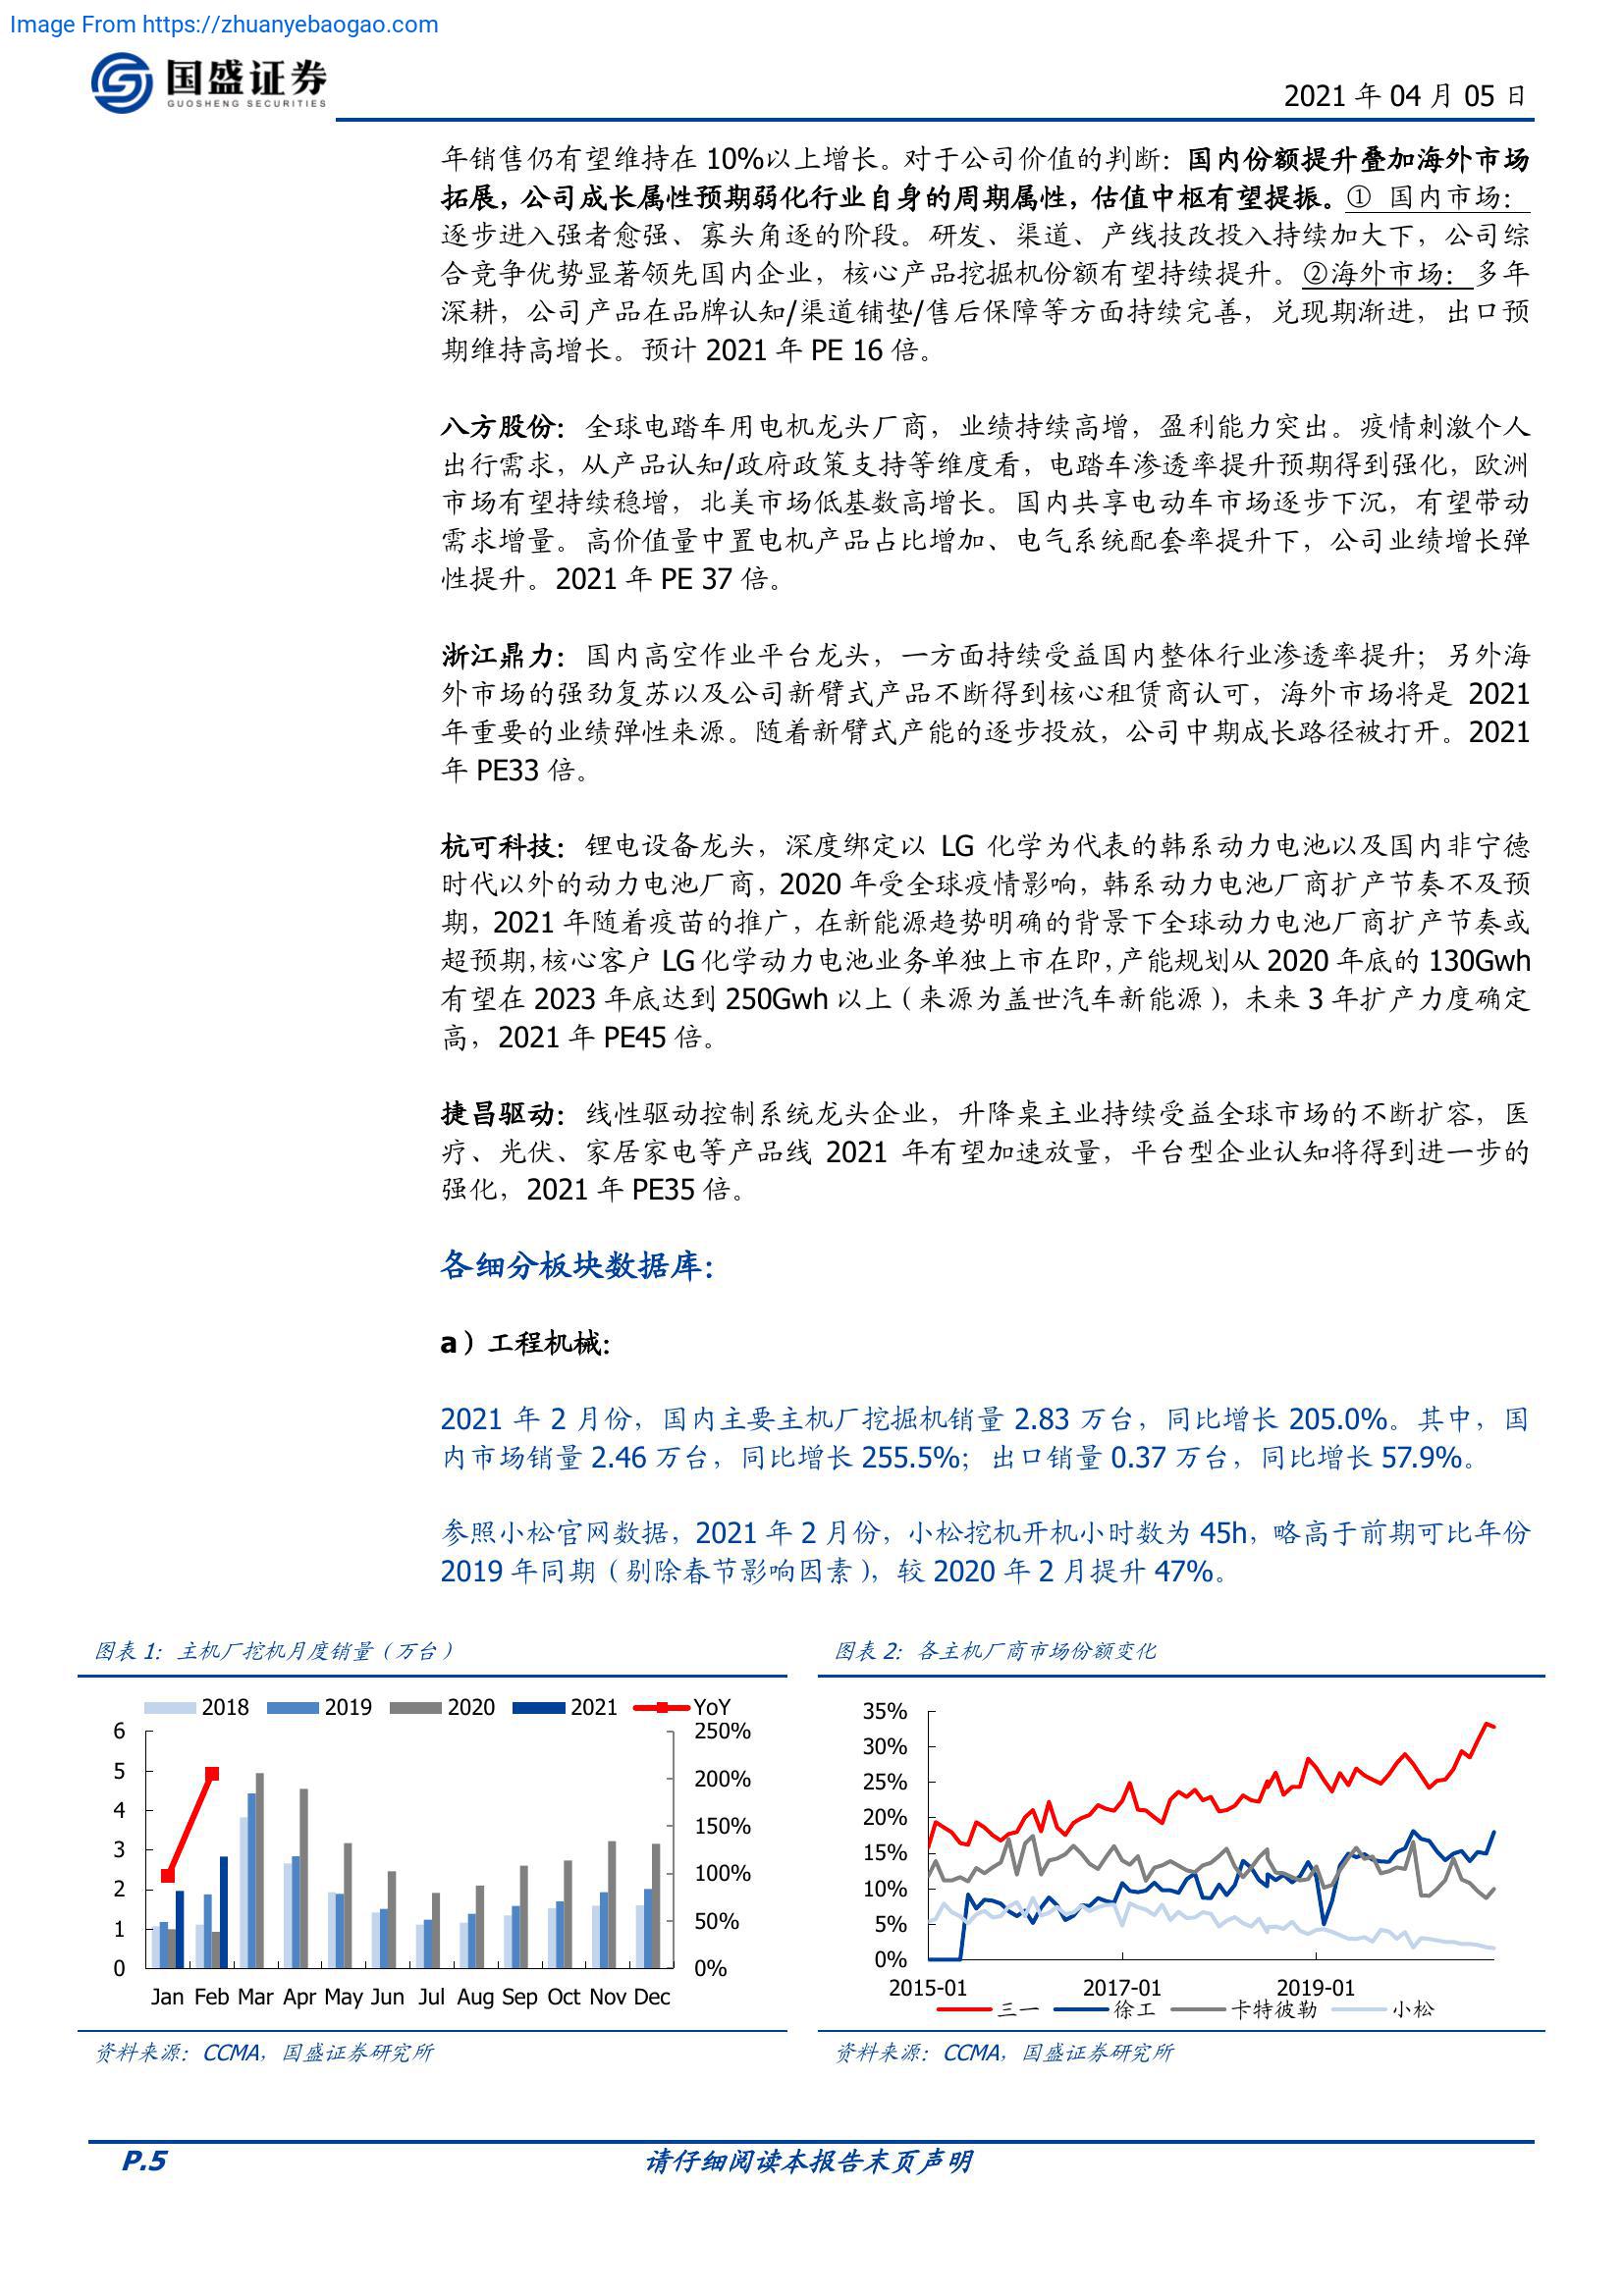 Image From https://zhuanyebaogao.com
国盛证券
GUOSHENG SECURITIES
2021 年 04 月 05 日
年销售仍有望维持在 10%以上增长。对于公司价值的判断：国内份额提升叠加海外市场
拓展，公司成长属性预期弱化行业自身的周期属性，估值中枢有望提振。① 国内市场：
逐步进入强者愈强、寡头角逐的阶段。研发、渠道、产线技改投入持续加大下，公司综
合竞争优势显著领先国内企业，核心产品挖掘机份额有望持续提升。②海外市场：多年
深耕，公司产品在品牌认知/渠道铺垫/售后保障等方面持续完善，兑现期渐进，出口预
期维持高增长。预计 2021 年 PE 16 倍。
八方股份：全球电踏车用电机龙头厂商，业绩持续高增，盈利能力突出。疫情刺激个人
出行需求，从产品认知/政府政策支持等维度看，电踏车渗透率提升预期得到强化，欧洲
市场有望持续稳增，北美市场低基数高增长。国内共享电动车市场逐步下沉，有望带动
需求增量。高价值量中置电机产品占比增加、电气系统配套率提升下，公司业绩增长弹
性提升。2021 年 PE 37 倍。
浙江鼎力：国内高空作业平台龙头，一方面持续受益国内整体行业渗透率提升；另外海
外市场的强劲复苏以及公司新臂式产品不断得到核心租赁商认可，海外市场将是 2021
年重要的业绩弹性来源。随着新臂式产能的逐步投放，公司中期成长路径被打开。2021
年 PE33 倍。
杭可科技：锂电设备龙头，深度绑定以 LG 化学为代表的韩系动力电池以及国内非宁德
时代以外的动力电池厂商，2020 年受全球疫情影响，韩系动力电池厂商扩产节奏不及预
期，2021 年随着疫苗的推广，在新能源趋势明确的背景下全球动力电池厂商扩产节奏或
超预期，核心客户 LG 化学动力电池业务单独上市在即，产能规划从 2020 年底的 130Gwh
有望在 2023 年底达到 250Gwh 以上（来源为盖世汽车新能源），未来 3 年扩产力度确定
高，2021 年 PE45 倍。
捷昌驱动：线性驱动控制系统龙头企业，升降桌主业持续受益全球市场的不断扩容，医
疗、光伏、家居家电等产品线 2021 年有望加速放量，平台型企业认知将得到进一步的
强化，2021 年 PE35 倍。
各细分板块数据库：
a）工程机械：
2021 年 2 月份，国内主要主机厂挖掘机销量 2.83 万台，同比增长 205.0%。其中，国
内市场销量 2.46 万台，同比增长 255.5%；出口销量 0.37 万台，同比增长 57.9%。
参照小松官网数据，2021 年 2 月份，小松挖机开机小时数为 45h，略高于前期可比年份
2019 年同期（剔除春节影响因素），较 2020 年 2 月提升 47%。
图表 1：主机厂挖机月度销量（万台）
2018 2019 2020 2021 YoY
6 250%
5 200%
4 150%
3 100%
2 50%
1 0%
0
Jan Feb Mar Apr May Jun Jul Aug Sep Oct Nov Dec
资料来源：CCMA，国盛证券研究所
图表 2：各主机厂商市场份额变化
35%
30%
25%
20%
15%
10%
5%
0%
2015-01 2017-01 2019-01
三一 徐工 卡特彼勒 小松
资料来源：CCMA，国盛证券研究所
P.5 请仔细阅读本报告末页声明